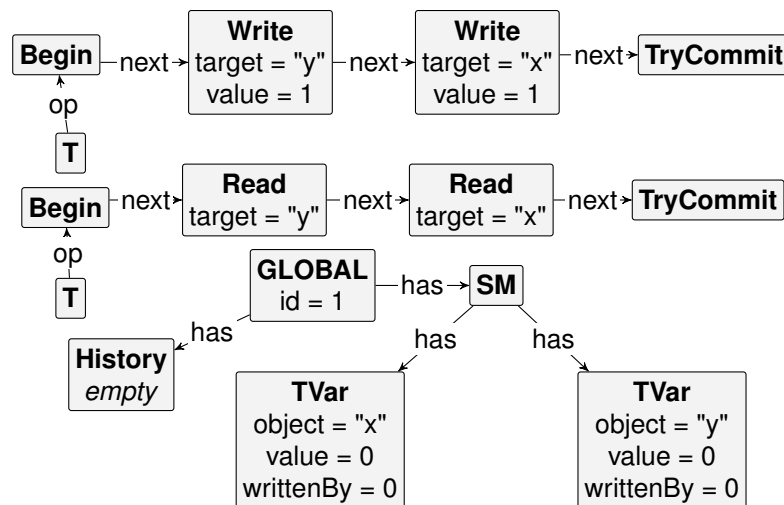 Begin
next
Write
target = "y"
value = 1
next
Write
target = "x"
value = 1
next
TryCommit
op
T
Begin
next
Read
target = "y"
next
Read
target = "x"
next
TryCommit
op
T
GLOBAL
id = 1
has
SM
has
has
has
History
empty
TVar
object = "x"
value = 0
writtenBy = 0
TVar
object = "y"
value = 0
writtenBy = 0